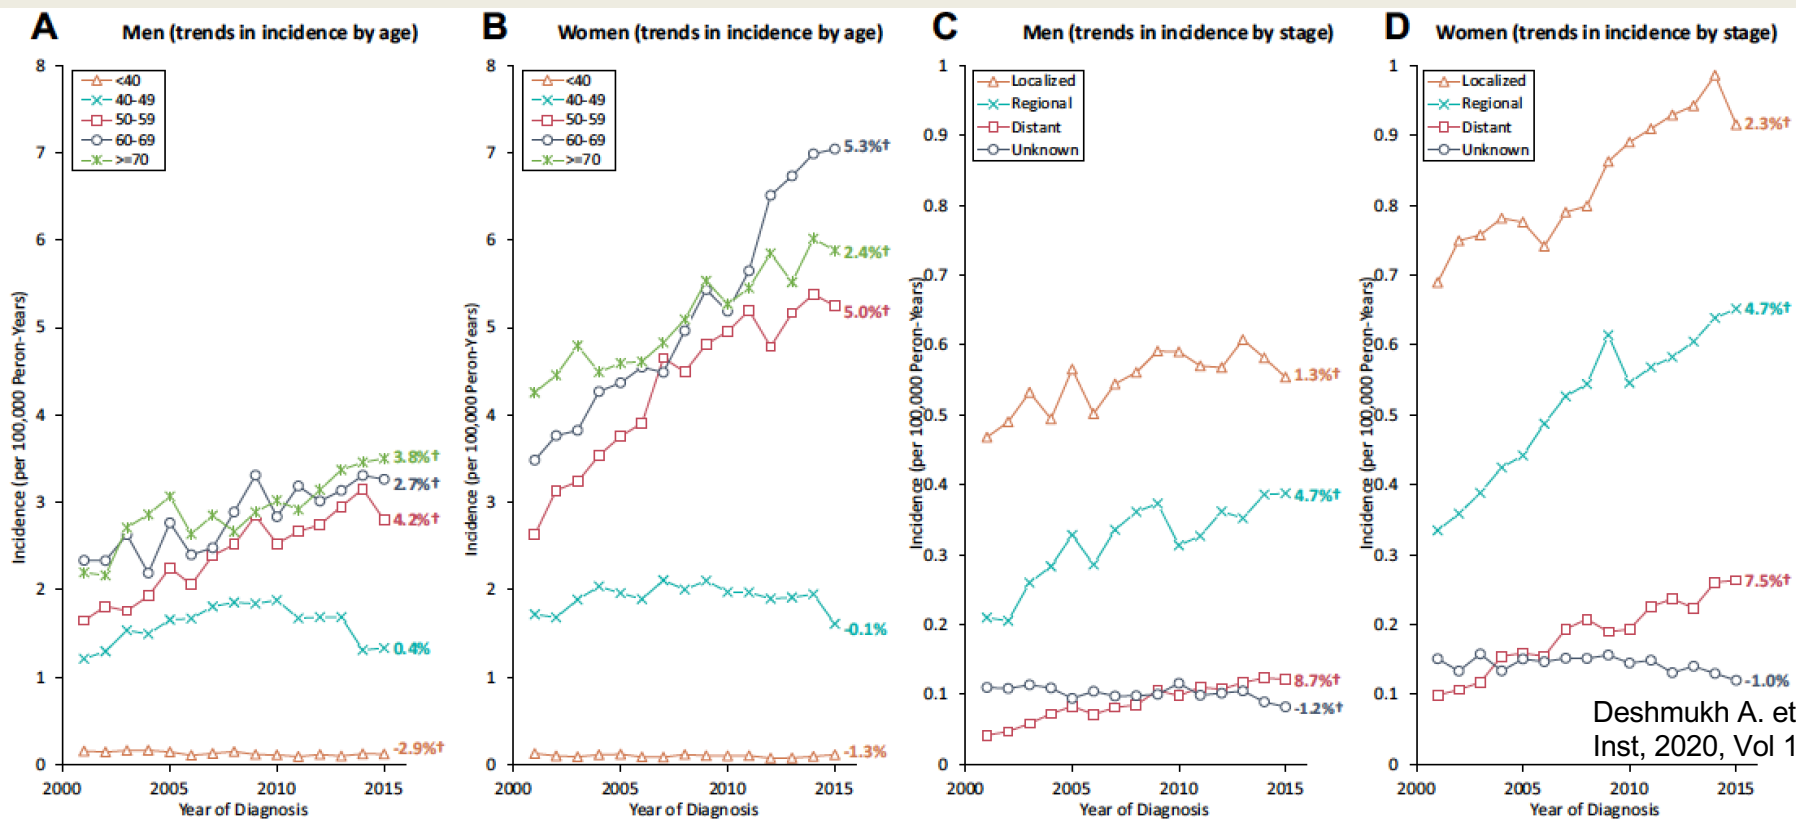 A Men (trends in incidence by age)
8
7
6
5
4
3
2
1
0
<40
40-49
50-59
60-69
>=70
3.8%†
2.7%†
4.2%†
0.4%
-2.9%†
Incidence (per 100,000 Peron-Years)
2000 2005 2010 2015
Year of Diagnosis
B Women (trends in incidence by age)
8
7
6
5
4
3
2
1
0
<40
40-49
50-59
60-69
>=70
5.3%†
2.4%†
5.0%†
-0.1%
-1.3%
Incidence (per 100,000 Peron-Years)
2000 2005 2010 2015
Year of Diagnosis
C Men (trends in incidence by stage)
1
0.9
0.8
0.7
0.6
0.5
0.4
0.3
0.2
0.1
0
Localized
Regional
Distant
Unknown
1.3%†
4.7%†
8.7%†
-1.2%†
Incidence (per 100,000 Peron-Years)
2000 2005 2010 2015
Year of Diagnosis
D Women (trends in incidence by stage)
1
0.9
0.8
0.7
0.6
0.5
0.4
0.3
0.2
0.1
0
Localized
Regional
Distant
Unknown
2.3%†
4.7%†
7.5%†
-1.0%
Incidence (per 100,000 Peron-Years)
2000 2005 2010 2015
Year of Diagnosis
Deshmukh A. et
Inst, 2020, Vol 1